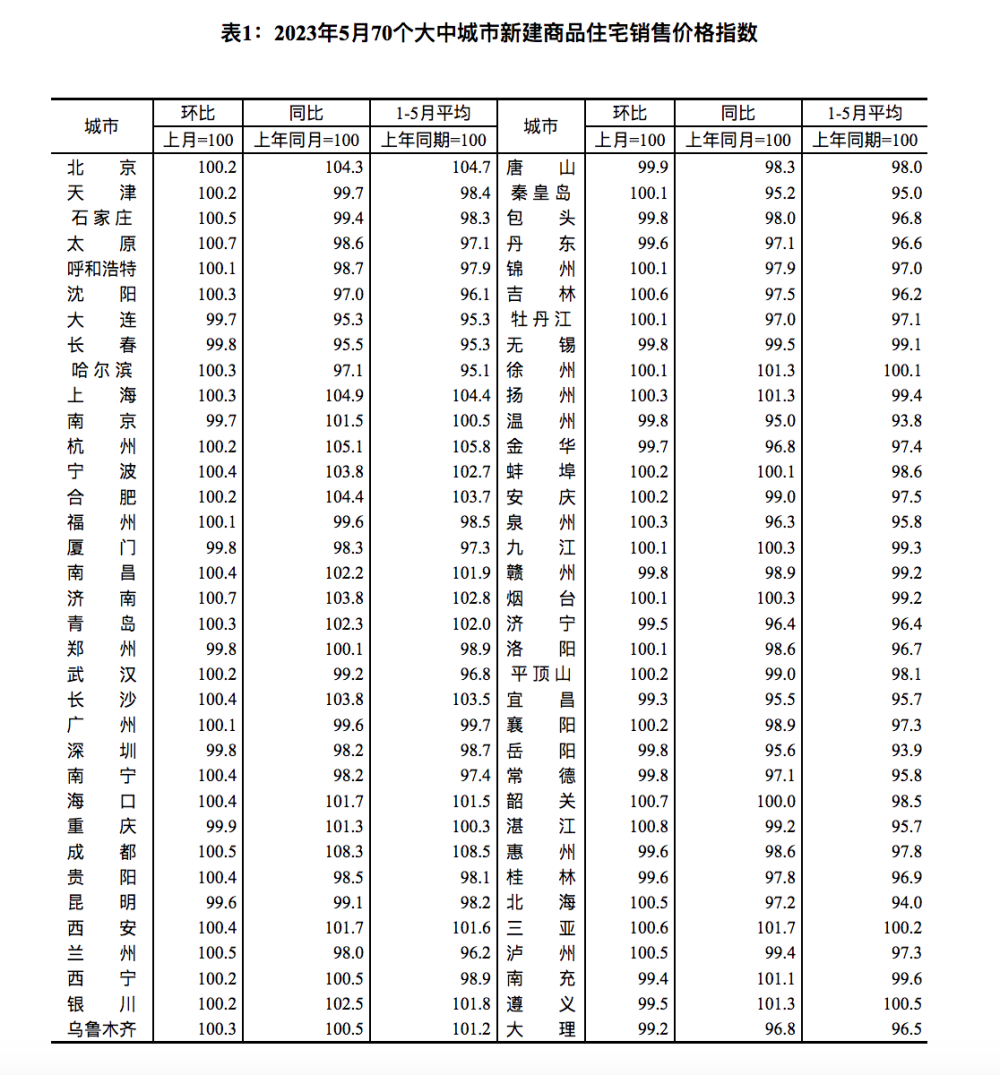 表1：2023年5月70个大中城市新建商品住宅销售价格指数
城市 环比 同比 1-5月平均 城市 环比 同比 1-5月平均
上月=100 上年同月=100 上年同期=100 上月=100 上年同月=100 上年同期=100
北京 100.2 104.3 104.7 唐山 99.9 98.3 98.0
天津 100.2 99.7 98.4 秦皇岛 100.1 95.2 95.0
石家庄 100.5 99.4 98.3 包头 99.8 98.0 96.8
太原 100.7 98.6 97.1 丹东 99.6 97.1 96.6
呼和浩特 100.1 98.7 97.9 锦州 100.1 97.9 97.0
沈阳 100.3 97.0 96.1 吉林 100.6 97.5 96.2
大连 99.7 95.3 95.3 牡丹江 100.1 97.0 97.1
长春 99.8 95.5 95.3 无锡 99.8 99.5 99.1
哈尔滨 100.3 97.1 95.1 徐州 100.1 101.3 100.1
上海 100.3 104.9 104.4 扬州 100.3 101.3 99.4
南京 99.7 101.5 100.5 温州 99.8 95.0 93.8
杭州 100.2 105.1 105.8 金华 99.7 96.8 97.4
宁波 100.4 103.8 102.7 蚌埠 100.2 100.1 98.6
合肥 100.2 104.4 103.7 安庆 100.2 99.0 97.5
福州 100.1 99.6 98.5 泉州 100.3 96.3 95.8
厦门 99.8 98.3 97.3 九江 100.1 100.3 99.3
南昌 100.4 102.2 101.9 赣州 99.8 98.9 99.2
济南 100.7 103.8 102.8 烟台 100.1 100.3 99.2
青岛 100.3 102.3 102.0 济宁 99.5 96.4 96.4
郑州 99.8 100.1 98.9 洛阳 100.1 98.6 96.7
武汉 100.2 99.2 96.8 平顶山 100.2 99.0 98.1
长沙 100.4 103.8 103.5 宜昌 99.3 95.5 95.7
广州 100.1 99.6 99.7 襄阳 100.2 98.9 97.3
深圳 99.8 98.2 98.7 岳阳 99.8 95.6 93.9
南宁 100.4 98.2 97.4 常德 99.8 97.1 95.8
海口 100.4 101.7 101.5 韶关 100.7 100.0 98.5
重庆 99.9 101.3 100.3 湛江 100.8 99.2 95.7
成都 100.5 108.3 108.5 惠州 99.6 98.6 97.8
贵阳 100.4 98.5 98.1 桂林 99.6 97.8 96.9
昆明 99.6 99.1 98.2 北海 100.5 97.2 94.0
西安 100.4 101.7 101.6 三亚 100.6 101.7 100.2
兰州 100.5 98.0 96.2 泸州 100.5 99.4 97.3
西宁 100.2 100.5 98.9 南充 99.4 101.1 99.6
银川 100.2 102.5 101.8 遵义 99.5 101.3 100.5
乌鲁木齐 100.3 100.5 101.2 大理 99.2 96.8 96.5